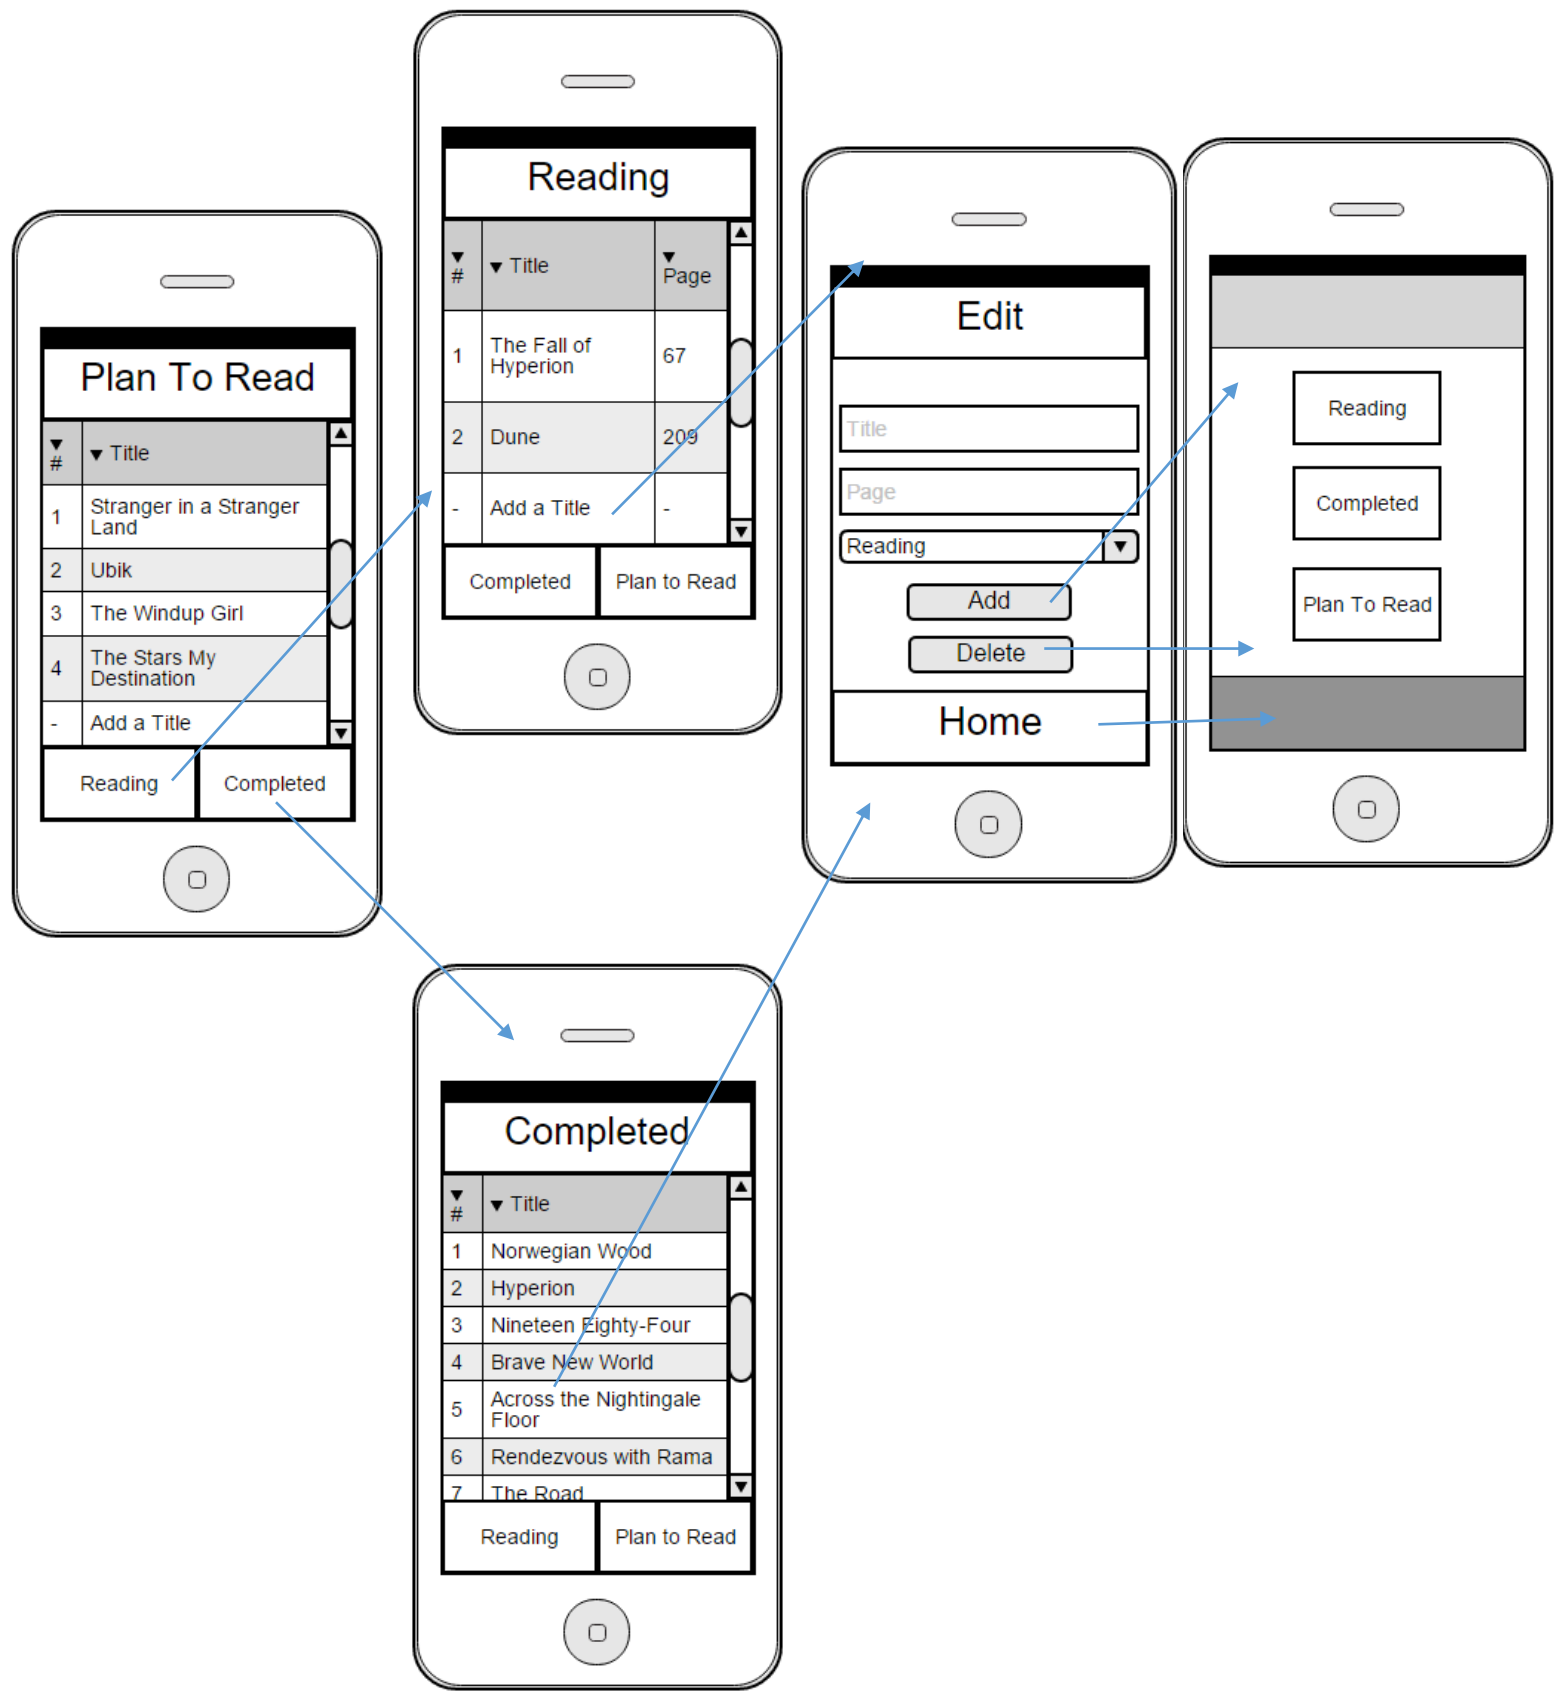 Plan To Read
#
Title
1
Stranger in a Stranger
Land
2
Ubik
3
The Windup Girl
4
The Stars My
Destination
-
Add a Title
Reading
Completed
Reading
#
Title
Page
1
The Fall of
Hyperion
67
2
Dune
209
-
Add a Title
-
Completed
Plan to Read
Completed
#
Title
1
Norwegian Wood
2
Hyperion
3
Nineteen Eighty-Four
4
Brave New World
5
Across the Nightingale
Floor
6
Rendezvous with Rama
7
The Road
Reading
Plan to Read
Edit
Title
Page
Reading
Add
Delete
Home
Reading
Completed
Plan To Read